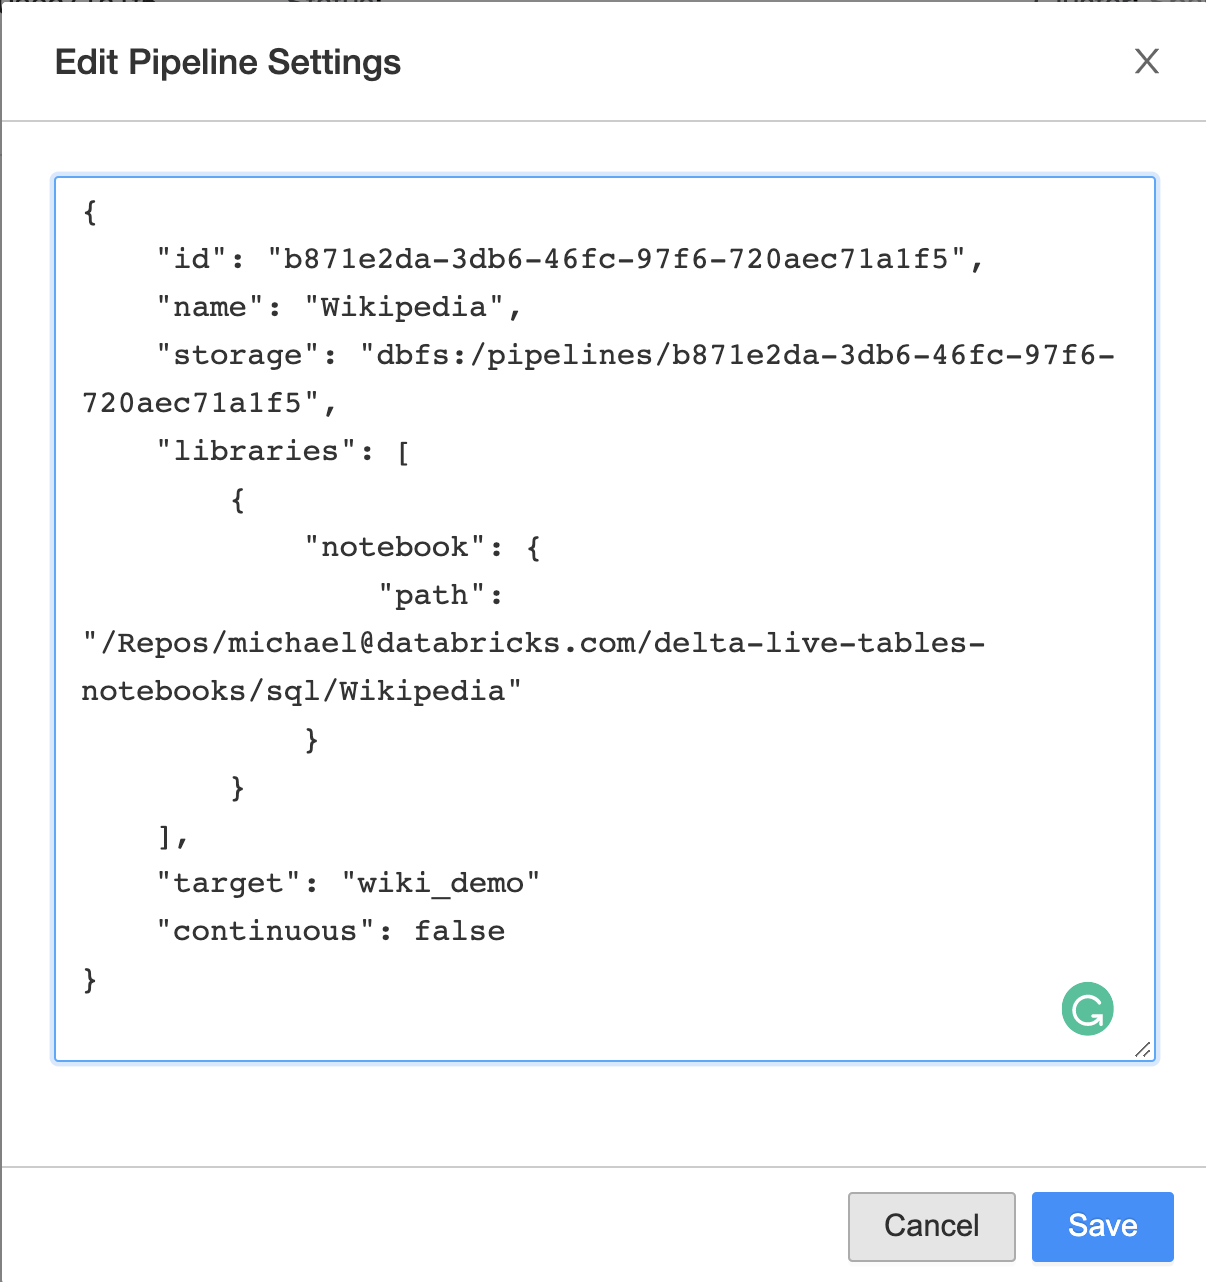 Edit Pipeline Settings
X
{
    "id": "b871e2da-3db6-46fc-97f6-720aec71a1f5",
    "name": "Wikipedia",
    "storage": "dbfs:/pipelines/b871e2da-3db6-46fc-97f6-
720aec71a1f5",
    "libraries": [
        {
            "notebook": {
                "path":
"/Repos/michael@databricks.com/delta-live-tables-
notebooks/sql/Wikipedia"
            }
        }
    ],
    "target": "wiki_demo"
    "continuous": false
}
Cancel Save